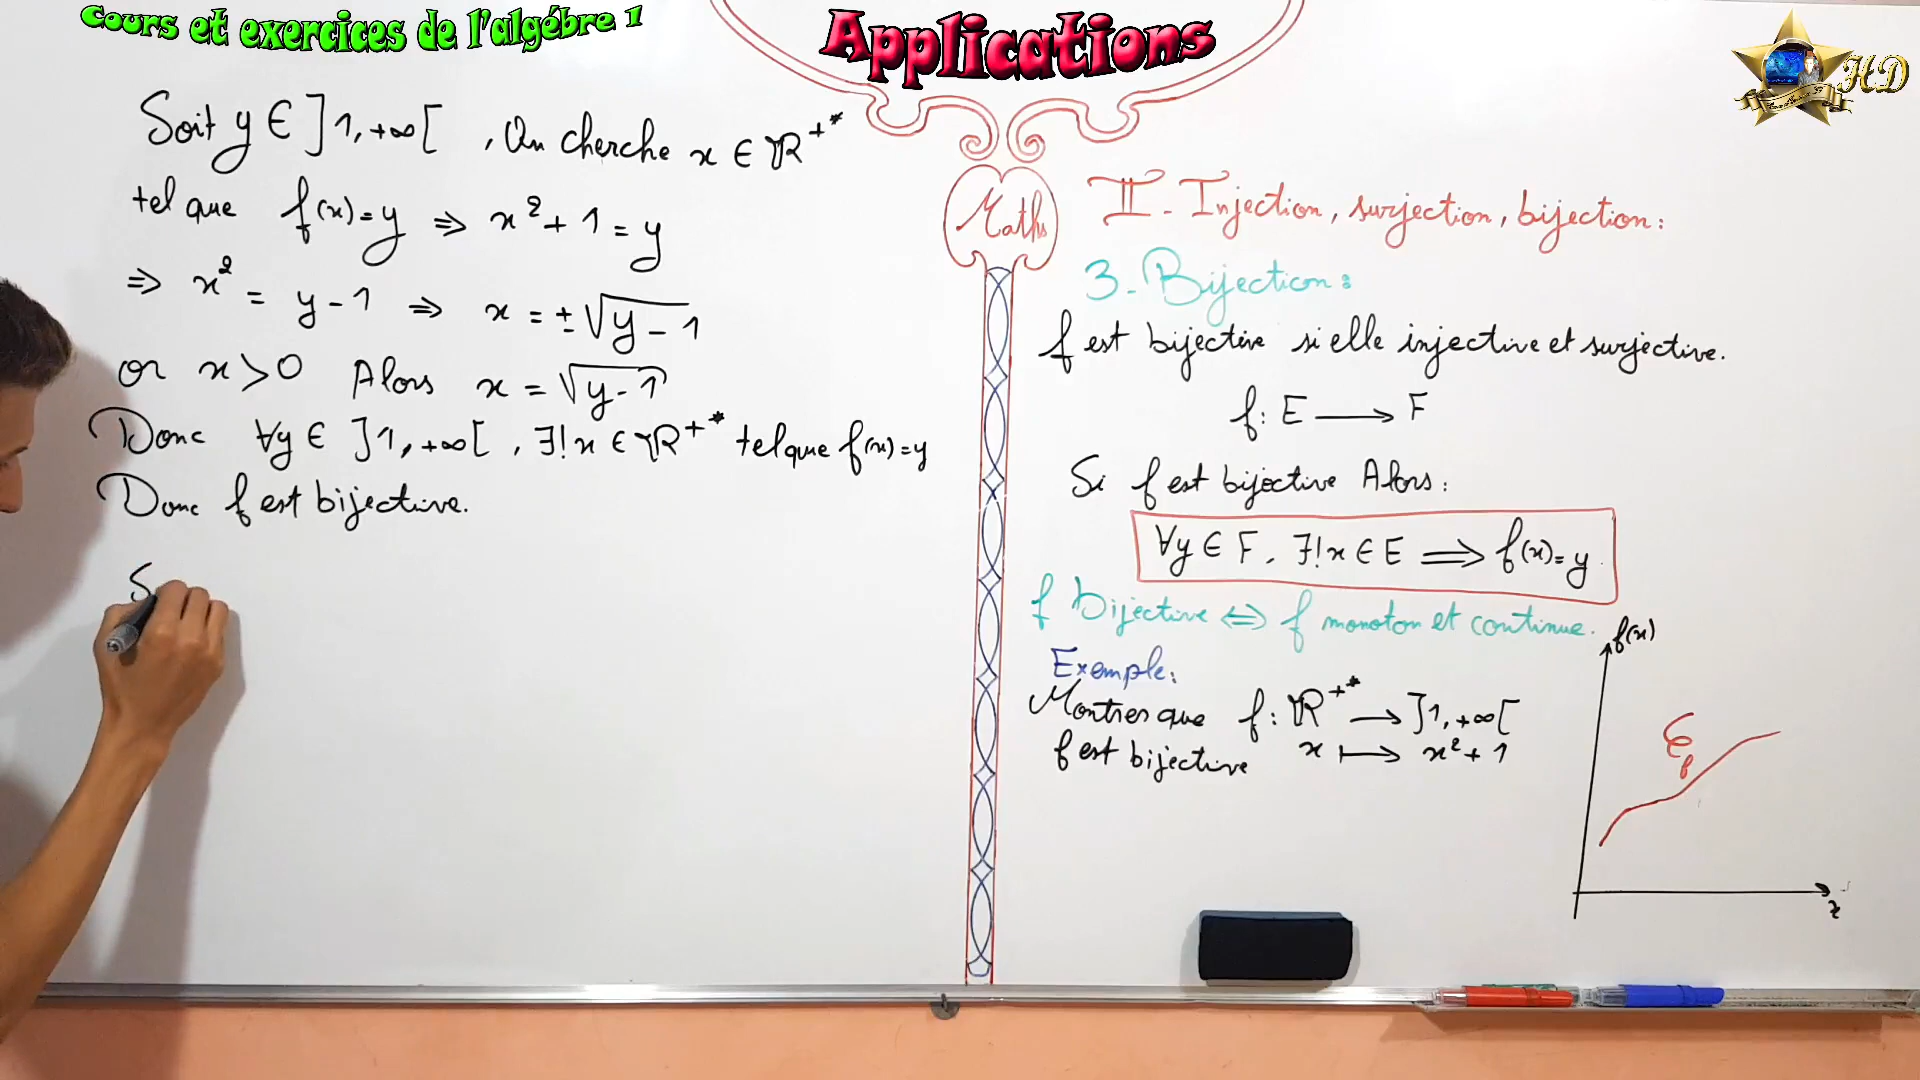 Cours et exercices de l'algébre 1
Applications
HD
Soit y ∈ ]1,+∞[ , On cherche x ∈ ℝ⁺*
tel que f(x)=y ⇒ x²+1=y
⇒ x² = y-1 ⇒ x = ±√y-1
or x>0 Alors x = √y-1
Donc ∀y ∈ ]1,+∞[ , ∃!x ∈ ℝ⁺* tel que f(x)=y
Donc f est bijective.
S
Maths
II - Injection, surjection, bijection:
3 - Bijection:
f est bijective si elle injective et surjective.
f: E ⟶ F
Si f est bijective Alors:
∀y ∈ F, ∃!x ∈ E ⟹ f(x)=y.
f Bijective ⇔ f monoton et continue.
Exemple:
Montrer que f: ℝ⁺* ⟶ ]1,+∞[
f est bijective x ⟼ x²+1
f(x)
Cf
x